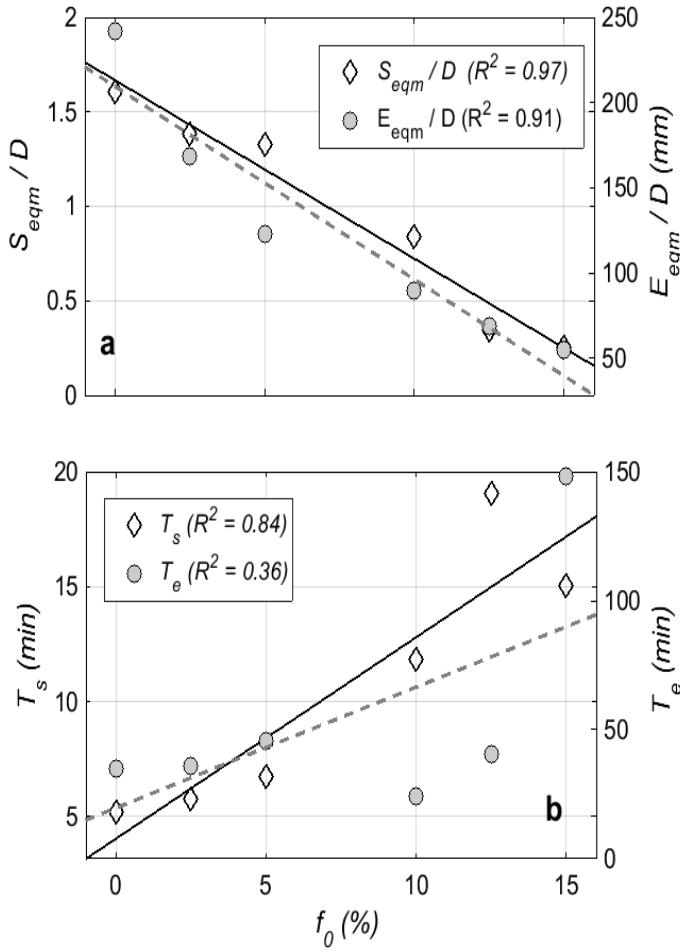 2
1.5
1
0.5
0
S_eqm / D
250
200
150
100
50
E_eqm / D (mm)
S_eqm / D (R^2 = 0.97)
E_eqm / D (R^2 = 0.91)
a
20
15
10
5
T_s (min)
150
100
50
0
T_e (min)
T_s (R^2 = 0.84)
T_e (R^2 = 0.36)
b
0 5 10 15
f_0 (%)